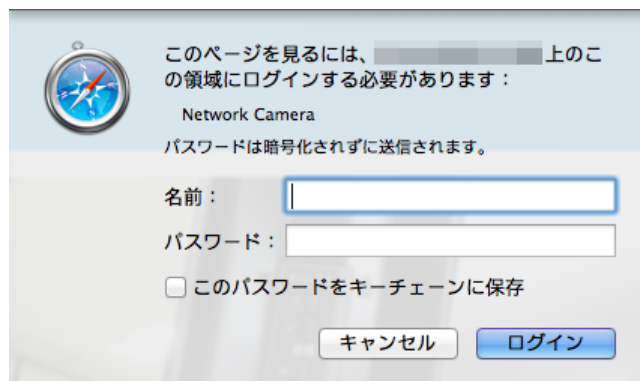 このページを見るには、 上のこ
の領域にログインする必要があります：
Network Camera
パスワードは暗号化されずに送信されます。
名前：
パスワード：
このパスワードをキーチェーンに保存
キャンセル
ログイン